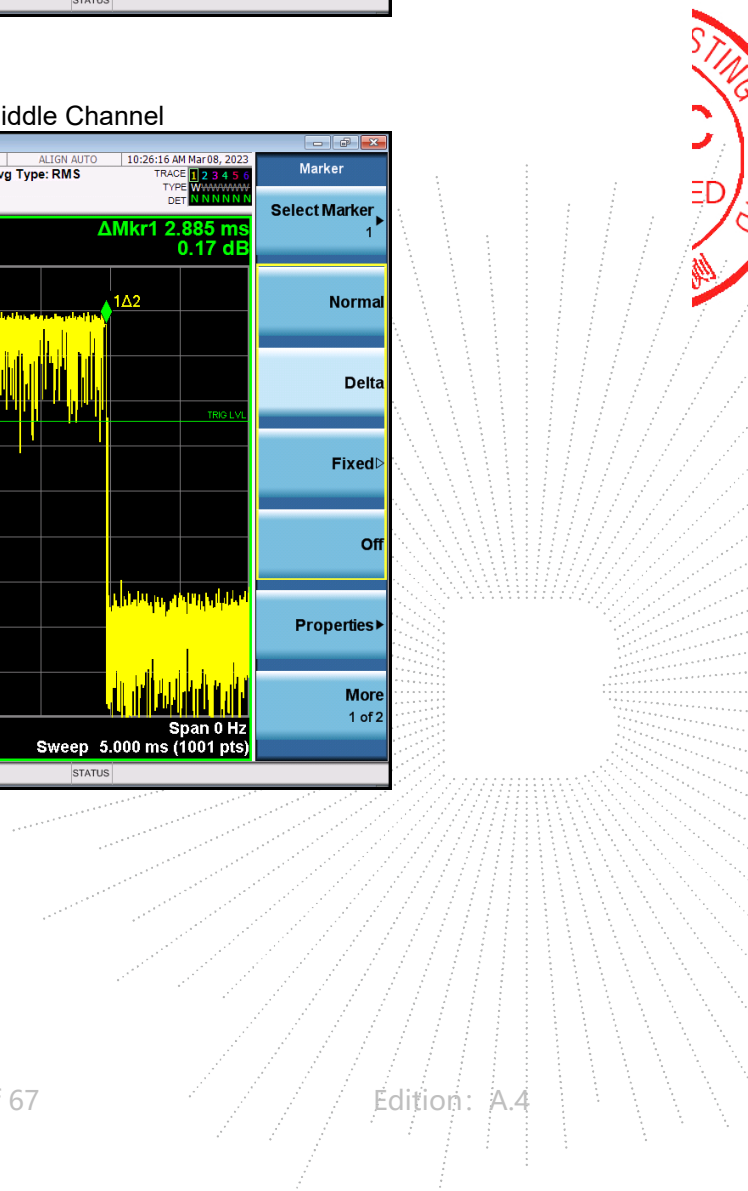 STATUS
iddle Channel
ALIGN AUTO 10:26:16 AM Mar 08, 2023
vg Type: RMS
TRACE 1 2 3 4 5 6
TYPE WWWWWWW
DET N N N N N N
Marker
Select Marker
1
ΔMkr1 2.885 ms
0.17 dB
1Δ2
TRIG LVL
Normal
Delta
Fixed
Off
Properties
More
1 of 2
Span 0 Hz
Sweep 5.000 ms (1001 pts)
STATUS
STING
C
ED
测
67
Edition: A.4